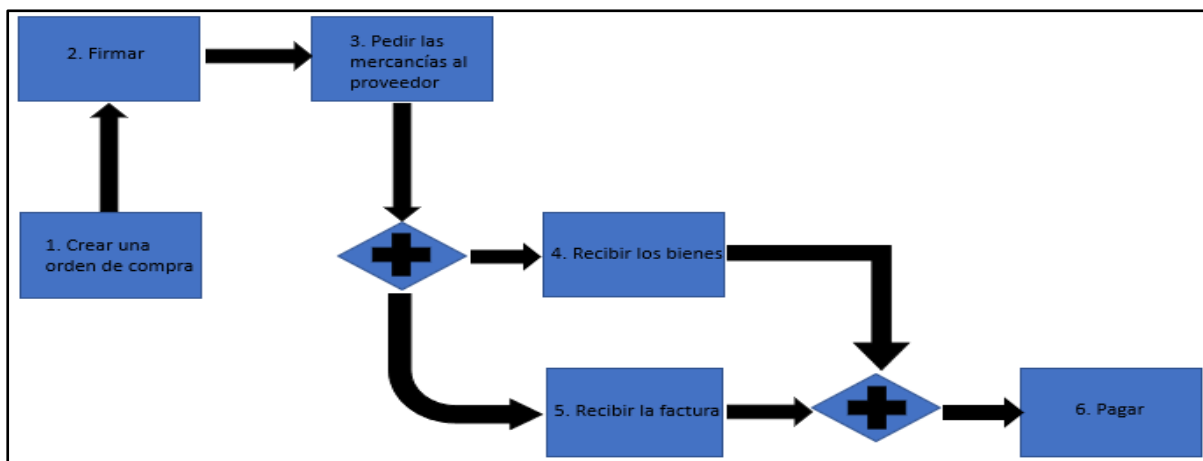 2. Firmar
3. Pedir las
mercancías al
proveedor
1. Crear una
orden de compra
4. Recibir los bienes
5. Recibir la factura
6. Pagar